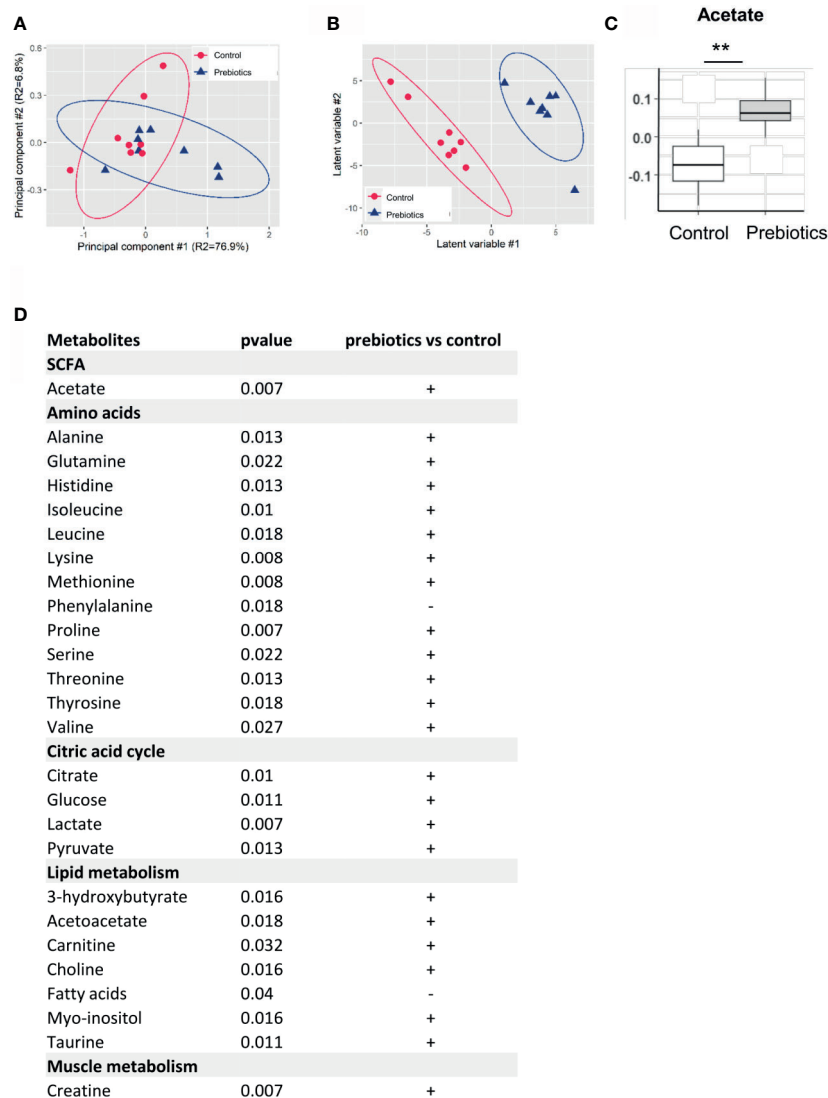 A
0.6
0.3
0.0
-0.3
Principal component #2 (R2=6.8%)
Control
Prebiotics
-1
0
1
2
Principal component #1 (R2=76.9%)
B
5
0
-5
-10
Latent variable #2
Control
Prebiotics
-10
-5
0
5
Latent variable #1
C
Acetate
**
0.1
0.0
-0.1
Control Prebiotics
D
Metabolites pvalue prebiotics vs control
SCFA
Acetate 0.007 +
Amino acids
Alanine 0.013 +
Glutamine 0.022 +
Histidine 0.013 +
Isoleucine 0.01 +
Leucine 0.018 +
Lysine 0.008 +
Methionine 0.008 +
Phenylalanine 0.018 -
Proline 0.007 +
Serine 0.022 +
Threonine 0.013 +
Thyrosine 0.018 +
Valine 0.027 +
Citric acid cycle
Citrate 0.01 +
Glucose 0.011 +
Lactate 0.007 +
Pyruvate 0.013 +
Lipid metabolism
3-hydroxybutyrate 0.016 +
Acetoacetate 0.018 +
Carnitine 0.032 +
Choline 0.016 +
Fatty acids 0.04 -
Myo-inositol 0.016 +
Taurine 0.011 +
Muscle metabolism
Creatine 0.007 +